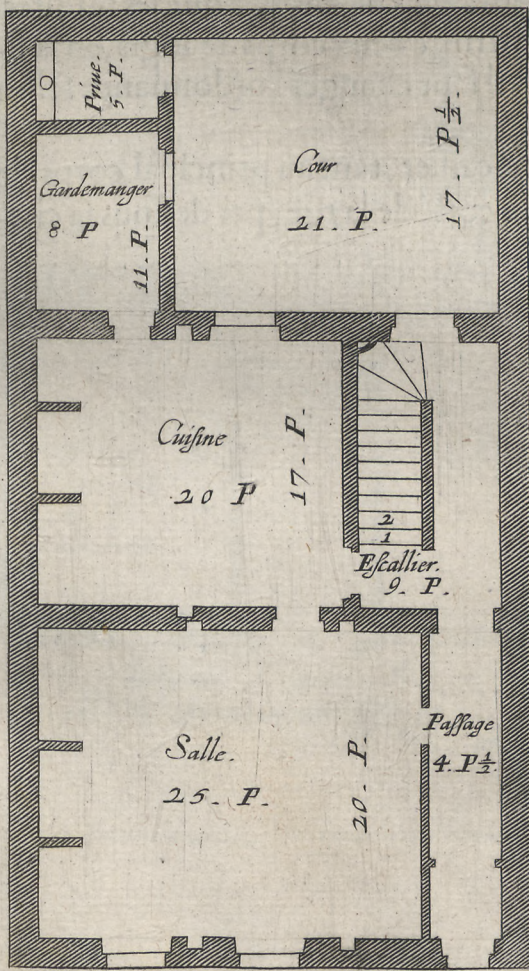 Priue.
5. P.
Cour
21. P.
17. P 1/2.
Gardemanger
8 P
11. P.
Cuiſine
20 P
17. P.
2
1
Eſcallier.
9. P.
Salle.
25. P.
20. P.
Paſſage
4. P 1/2.